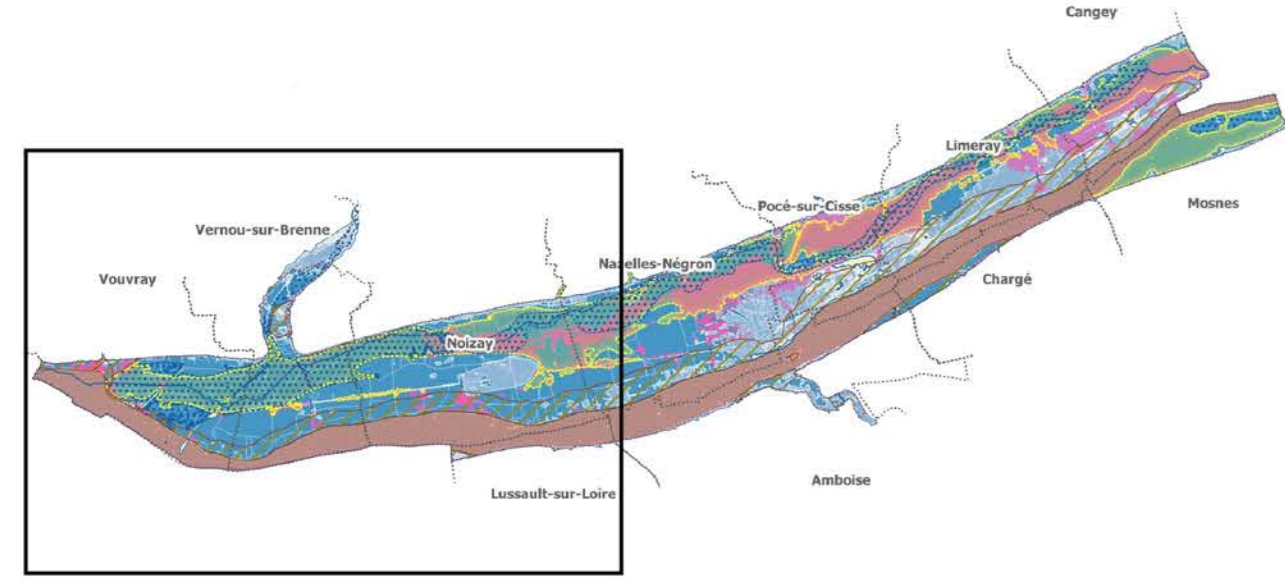 Cangey
Limeray
Mosnes
Pocé-sur-Cisse
Vernou-sur-Brenne
Nazelles-Négron
Vouvray
Chargé
Noizay
Amboise
Lussault-sur-Loire